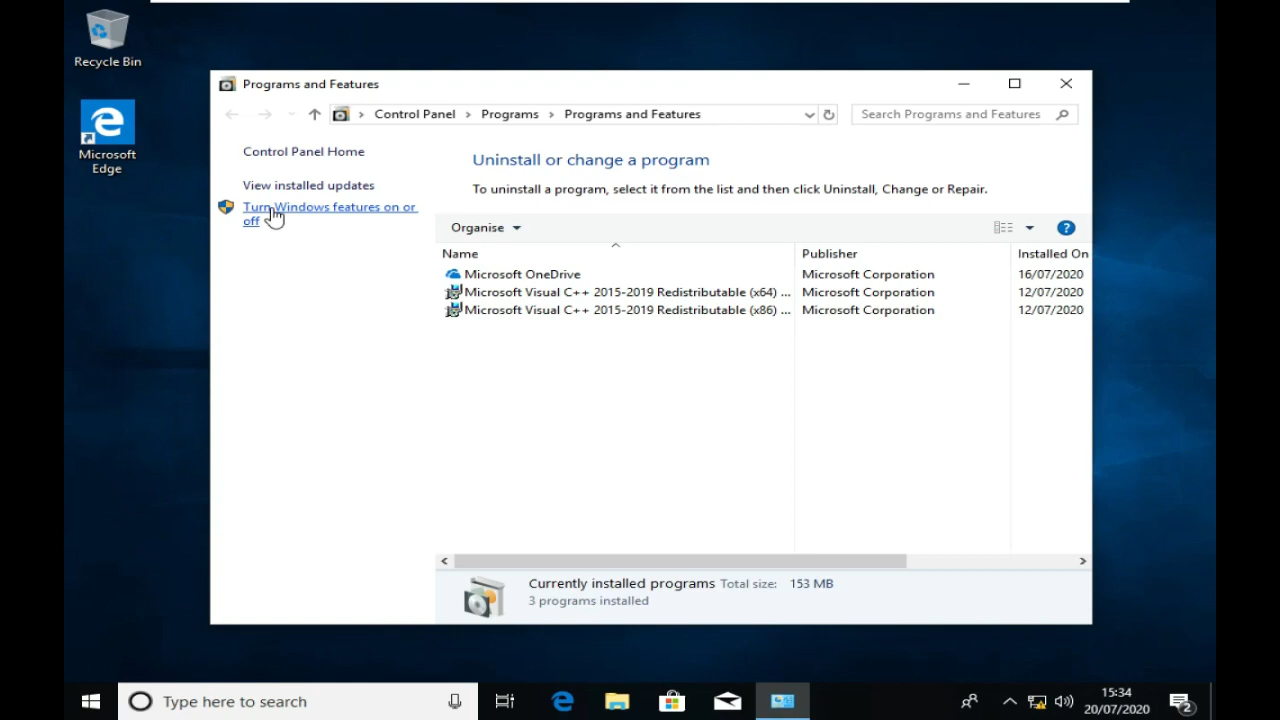 Recycle Bin
Microsoft
Edge
Programs and Features
Control Panel
Programs
Programs and Features
Search Programs and Features
Control Panel Home
View installed updates
Turn Windows features on or
off
Uninstall or change a program
To uninstall a program, select it from the list and then click Uninstall, Change or Repair.
Organise
Name Publisher Installed On
Microsoft OneDrive Microsoft Corporation 16/07/2020
Microsoft Visual C++ 2015-2019 Redistributable (x64) ... Microsoft Corporation 12/07/2020
Microsoft Visual C++ 2015-2019 Redistributable (x86) ... Microsoft Corporation 12/07/2020
Currently installed programs Total size: 153 MB
3 programs installed
Type here to search
15:34
20/07/2020
2